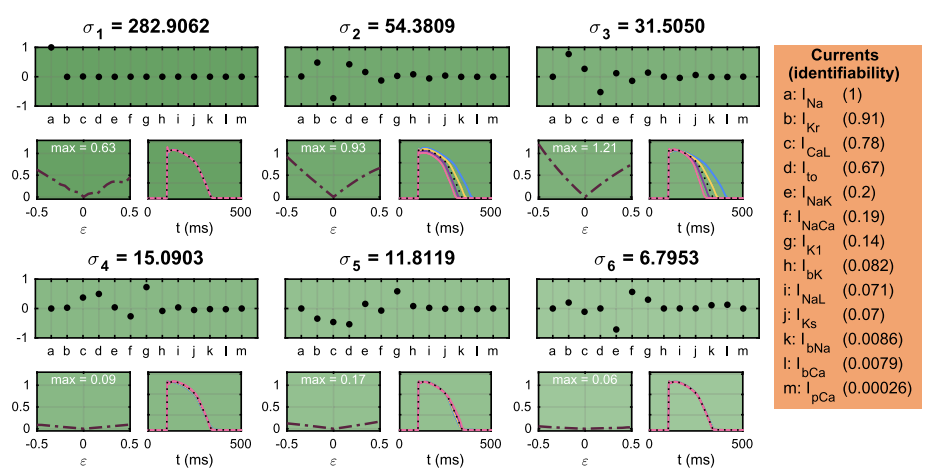 σ1 = 282.9062
σ2 = 54.3809
σ3 = 31.5050
1
0
-1
a b c d e f g h i j k l m
a b c d e f g h i j k l m
a b c d e f g h i j k l m
1
0.5
0
max = 0.63
max = 0.93
max = 1.21
-0.5 0 0.5 0 500
-0.5 0 0.5 0 500
-0.5 0 0.5 0 500
ε t (ms)
ε t (ms)
ε t (ms)
σ4 = 15.0903
σ5 = 11.8119
σ6 = 6.7953
1
0
-1
a b c d e f g h i j k l m
a b c d e f g h i j k l m
a b c d e f g h i j k l m
1
0.5
0
max = 0.09
max = 0.17
max = 0.06
-0.5 0 0.5 0 500
-0.5 0 0.5 0 500
-0.5 0 0.5 0 500
ε t (ms)
ε t (ms)
ε t (ms)
Currents
(identifiability)
a: INa (1)
b: IKr (0.91)
c: ICaL (0.78)
d: Ito (0.67)
e: INaK (0.2)
f: INaCa (0.19)
g: IK1 (0.14)
h: IbK (0.082)
i: INaL (0.071)
j: IKs (0.07)
k: IbNa (0.0086)
l: IbCa (0.0079)
m: IpCa (0.00026)